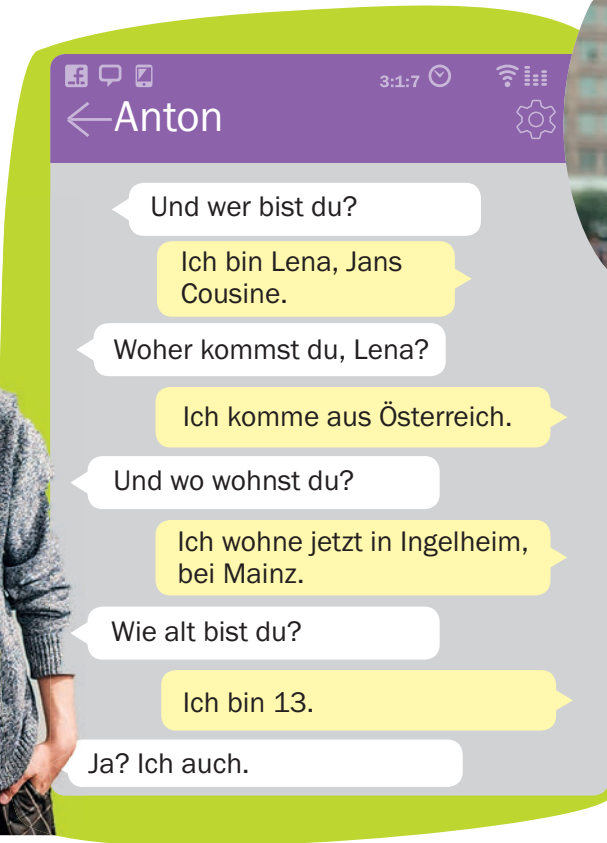 3:1:7
Anton
Und wer bist du?
Ich bin Lena, Jans
Cousine.
Woher kommst du, Lena?
Ich komme aus Österreich.
Und wo wohnst du?
Ich wohne jetzt in Ingelheim,
bei Mainz.
Wie alt bist du?
Ich bin 13.
Ja? Ich auch.